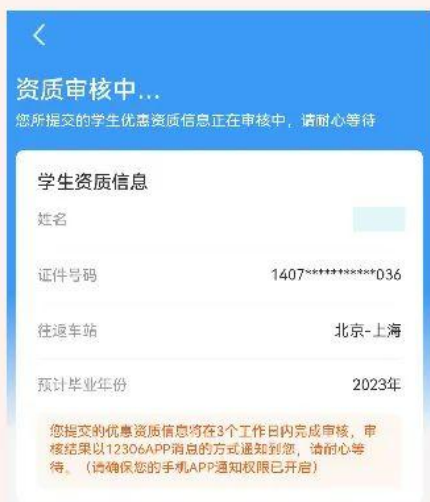 资质审核中...
您所提交的学生优惠资质信息正在审核中，请耐心等待
学生资质信息
姓名
证件号码 1407***********036
往返车站 北京-上海
预计毕业年份 2023年
您提交的优惠资质信息将在3个工作日内完成审核，审
核结果以12306APP消息的方式通知到您，请耐心等
待。（请确保您的手机APP通知权限已开启）